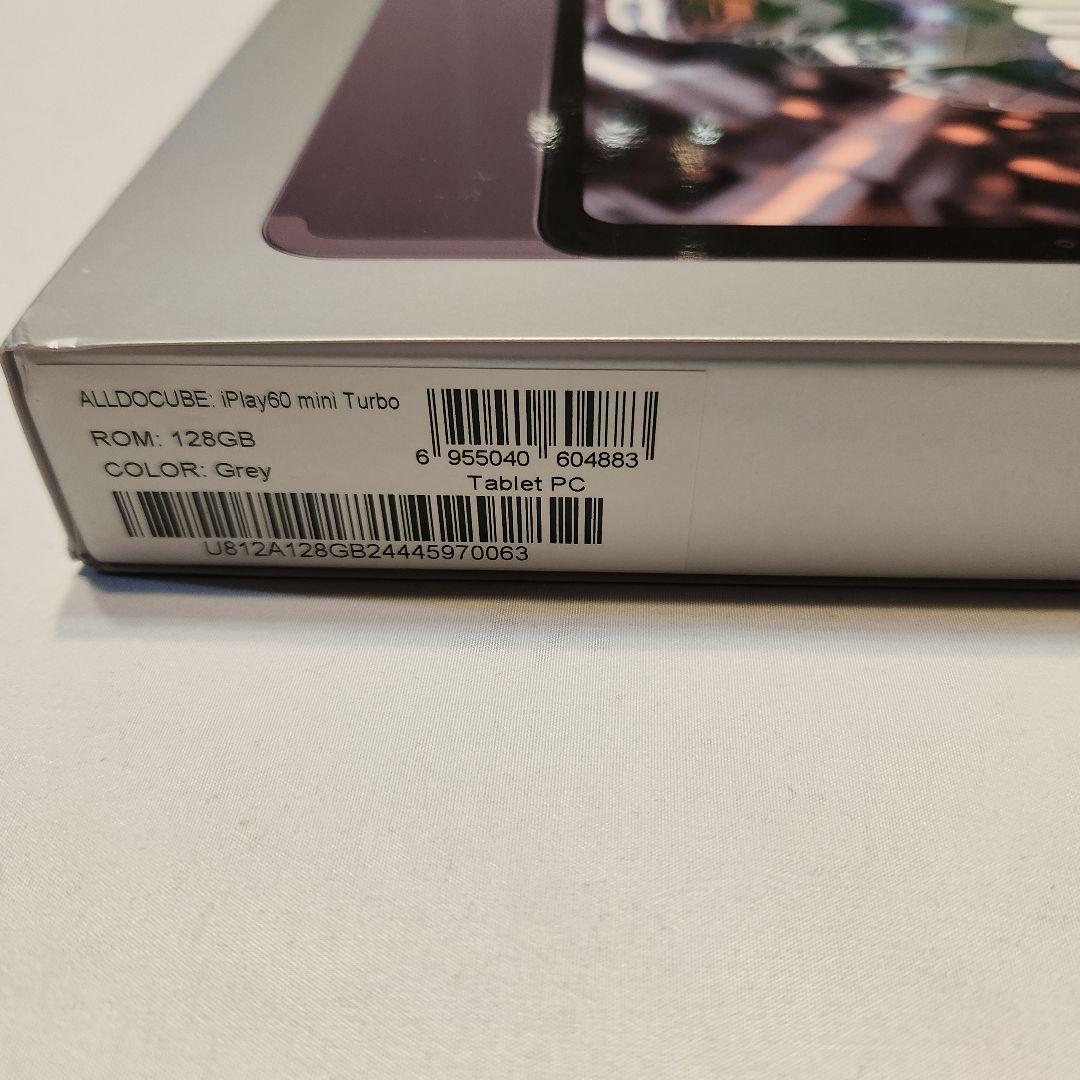 ALLDOCUBE: iPlay60 mini Turbo
ROM: 128GB
COLOR: Grey
6 955040 604883
Tablet PC
U812A128GB24445970063